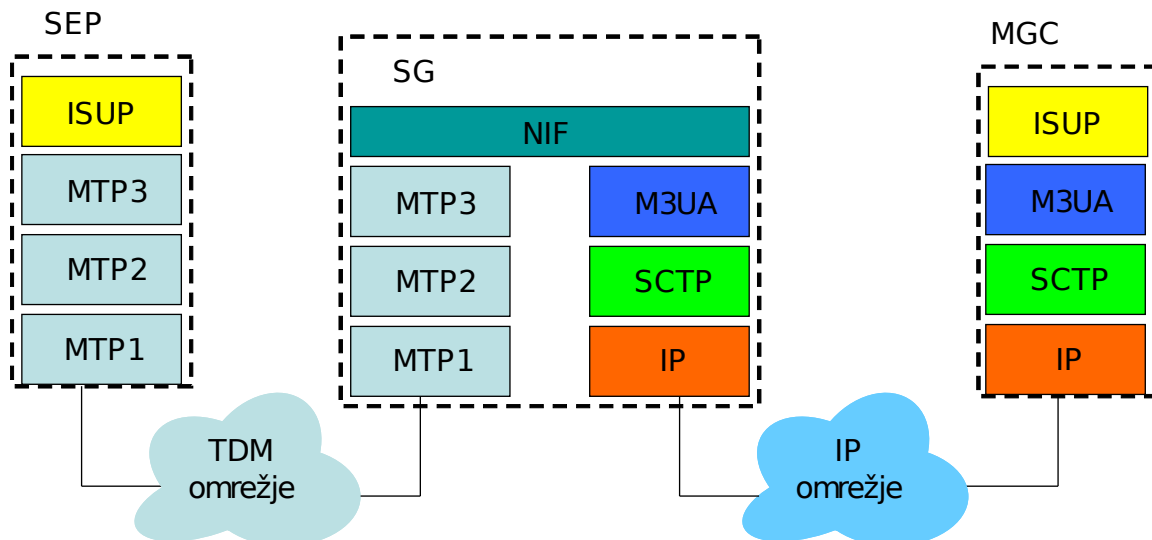 SEP
ISUP
MTP3
MTP2
MTP1
SG
NIF
MTP3
MTP2
MTP1
M3UA
SCTP
IP
MGC
ISUP
M3UA
SCTP
IP
TDM
omrežje
IP
omrežje